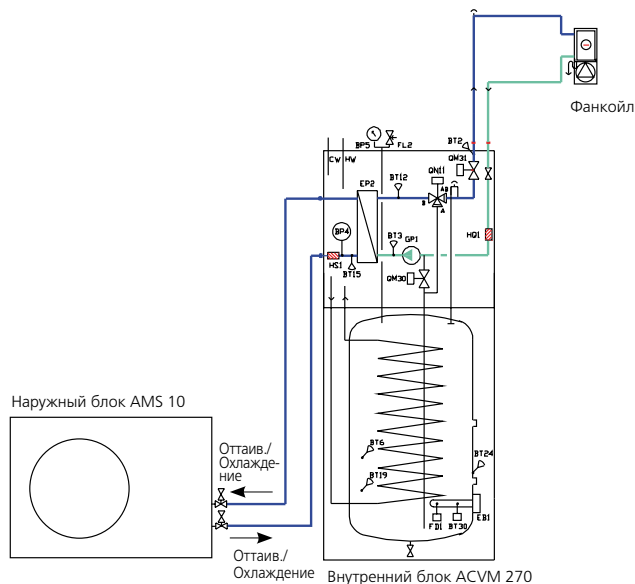 Фанкойл
BP5
FL2
BT2
CW
HW
QM31
EP2
BT12
QN11
AB
B
A
BP4
BT3
GP1
HQ1
HS1
BT15
QM30
Наружный блок AMS 10
Оттаив./
Охлажде-
ние
BT6
BT24
BT19
EB1
FD1
BT30
Оттаив./
Охлаждение
Внутренний блок ACVM 270